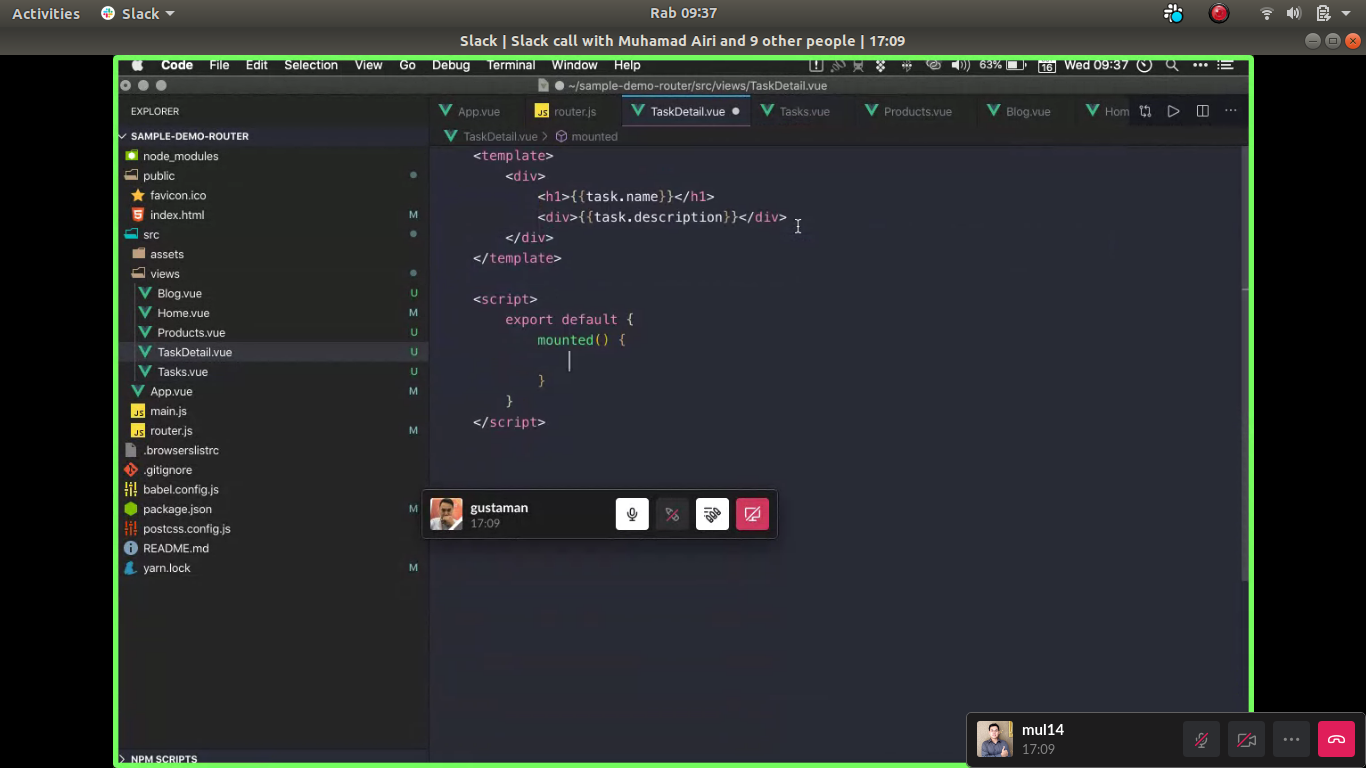 Activities
Slack
Rab 09:37
Slack | Slack call with Muhamad Airi and 9 other people | 17:09
Code File Edit Selection View Go Debug Terminal Window Help 63% 16 Wed 09:37
~/sample-demo-router/src/views/TaskDetail.vue
EXPLORER
App.vue
JS router.js
TaskDetail.vue
Tasks.vue
Products.vue
Blog.vue
Hom
SAMPLE-DEMO-ROUTER
TaskDetail.vue > mounted
node_modules
public
favicon.ico
index.html M
src
assets
views
Blog.vue U
Home.vue M
Products.vue U
TaskDetail.vue U
Tasks.vue U
App.vue M
JS main.js
JS router.js M
.browserslistrc
.gitignore
babel.config.js
package.json M
postcss.config.js
README.md
yarn.lock M
NPM SCRIPTS
<template>
<div>
<h1>{{task.name}}</h1>
<div>{{task.description}}</div>
</div>
</template>
<script>
export default {
mounted() {
}
}
</script>
gustaman
17:09
mul14
17:09